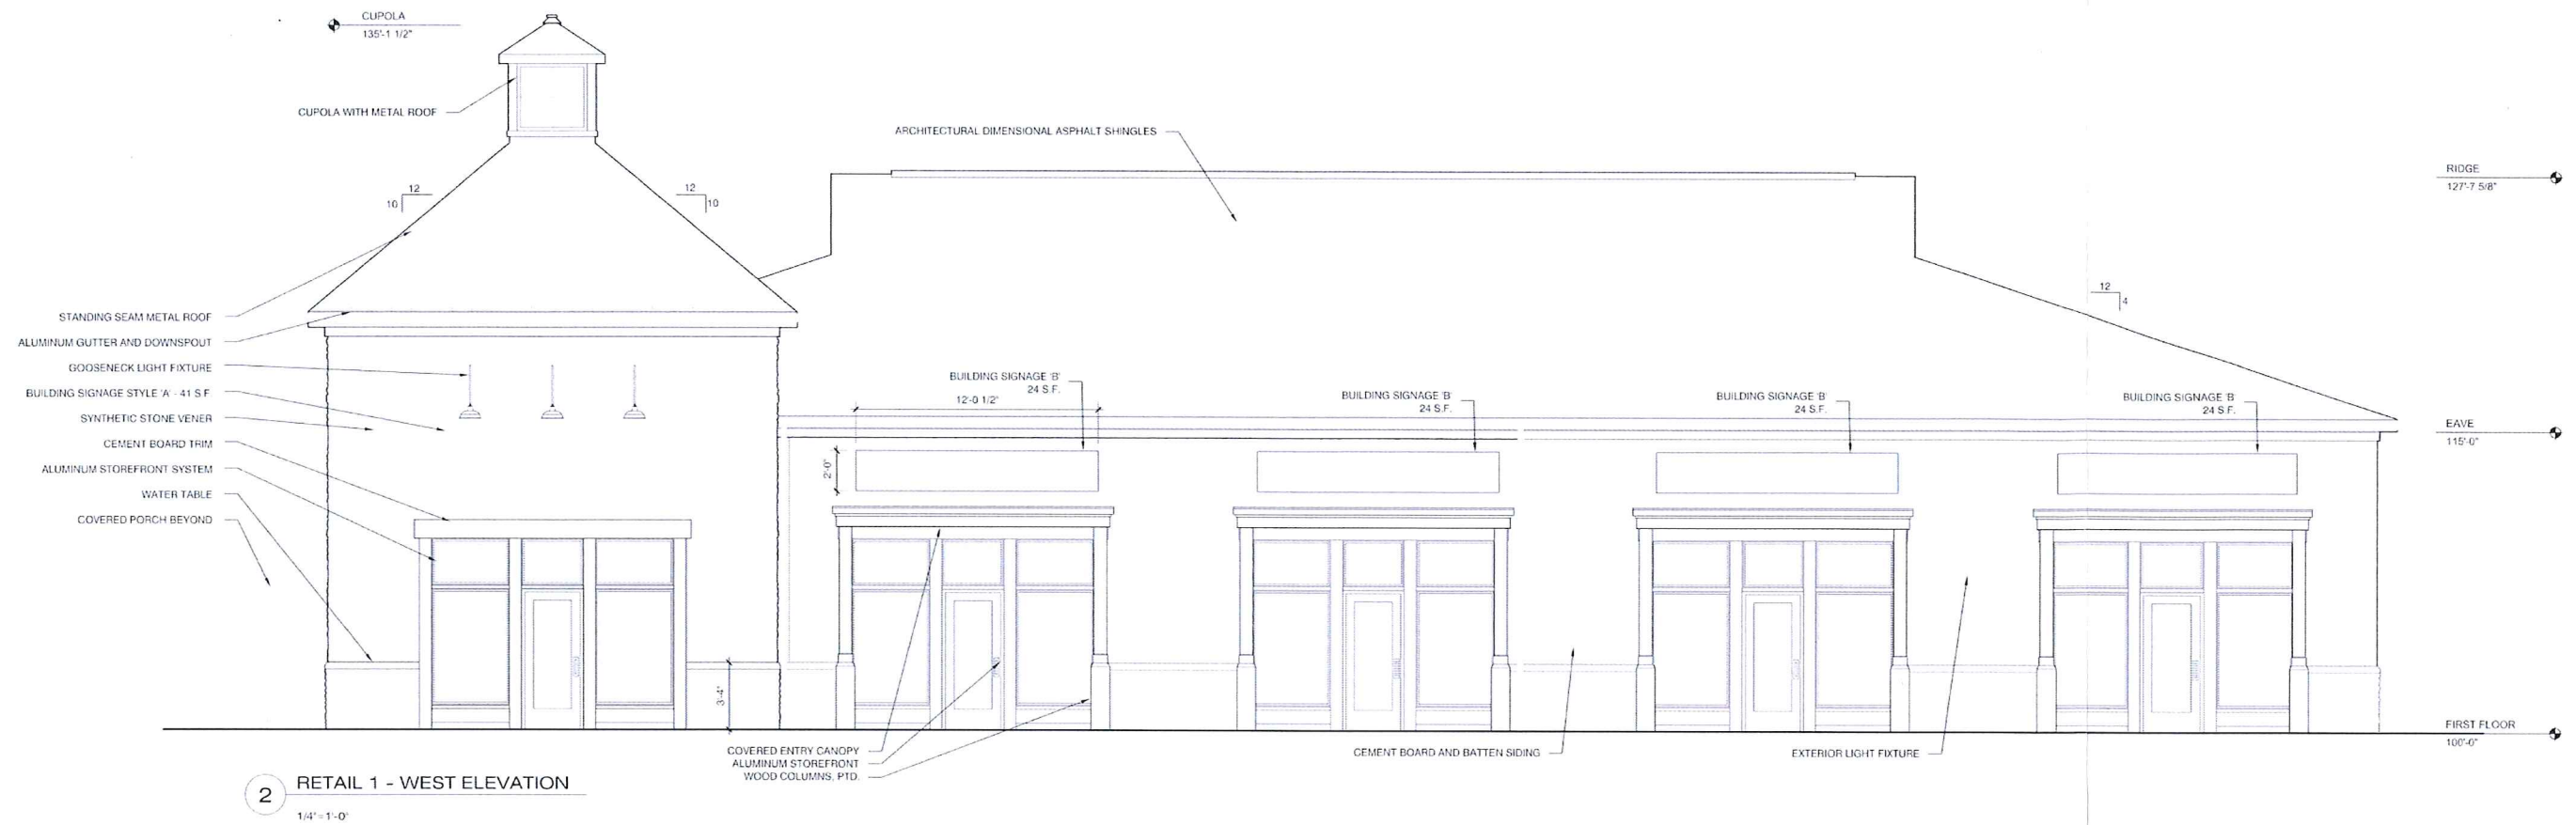 CUPOLA
135'-1 1/2"
CUPOLA WITH METAL ROOF
ARCHITECTURAL DIMENSIONAL ASPHALT SHINGLES
RIDGE
127'-7 5/8"
12
10
12
10
12
4
STANDING SEAM METAL ROOF
ALUMINUM GUTTER AND DOWNSPOUT
GOOSENECK LIGHT FIXTURE
BUILDING SIGNAGE STYLE 'A' - 41 S.F.
SYNTHETIC STONE VENER
CEMENT BOARD TRIM
ALUMINUM STOREFRONT SYSTEM
WATER TABLE
COVERED PORCH BEYOND
BUILDING SIGNAGE 'B'
24 S.F.
12'-0 1/2"
2'-0"
BUILDING SIGNAGE 'B'
24 S.F.
BUILDING SIGNAGE 'B'
24 S.F.
BUILDING SIGNAGE 'B'
24 S.F.
EAVE
115'-0"
3'-4"
FIRST FLOOR
100'-0"
COVERED ENTRY CANOPY
ALUMINUM STOREFRONT
WOOD COLUMNS, PTD.
CEMENT BOARD AND BATTEN SIDING
EXTERIOR LIGHT FIXTURE
2
RETAIL 1 - WEST ELEVATION
1/4" = 1'-0"